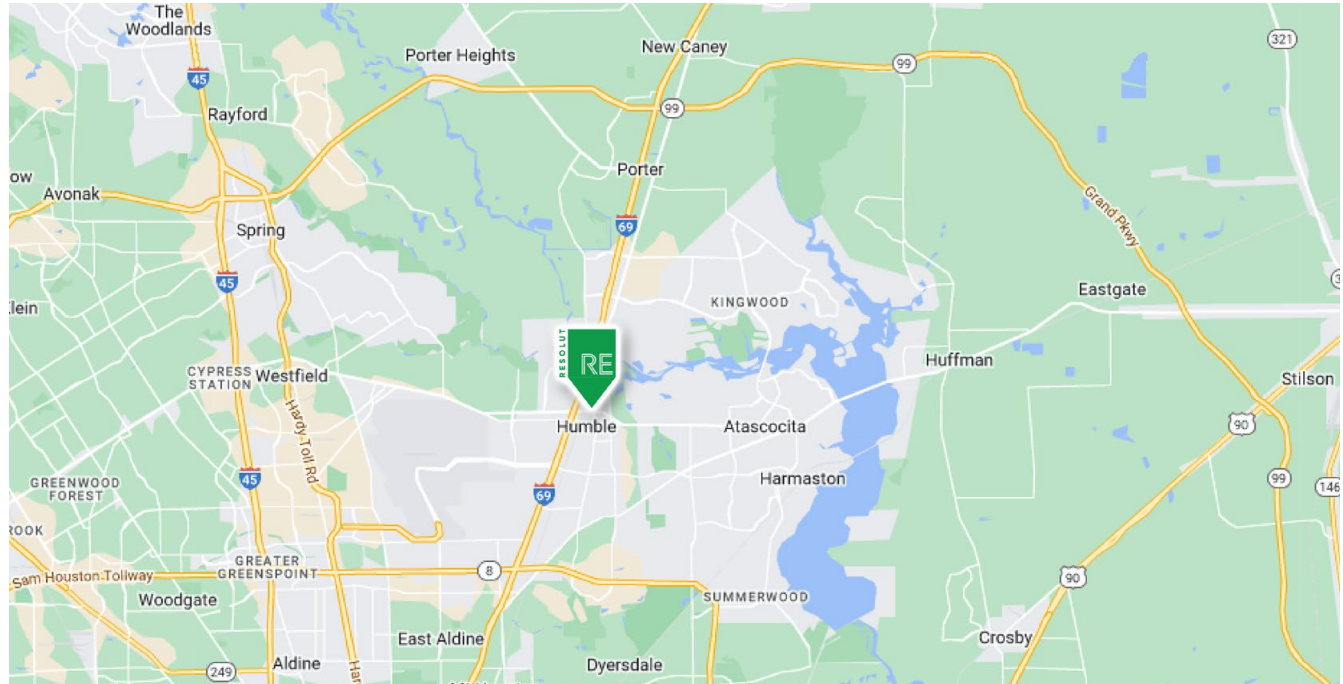 The
Woodlands
New Caney
321
Porter Heights
99
45
99
Rayford
Porter
ow
Avonak
Grand Pkwy
69
Spring
45
Eastgate
KINGWOOD
Klein
RESOLUT
RE
Huffman
CYPRESS
STATION
Westfield
Stilson
Hardy Toll Rd
Humble
Atascocita
90
45
Harmaston
GREENWOOD
FOREST
69
99
146
ROOK
GREATER
GREENSPOINT
8
Sam Houston Tollway
90
Woodgate
SUMMERWOOD
East Aldine
Crosby
249
Aldine
Har
Dyersdale